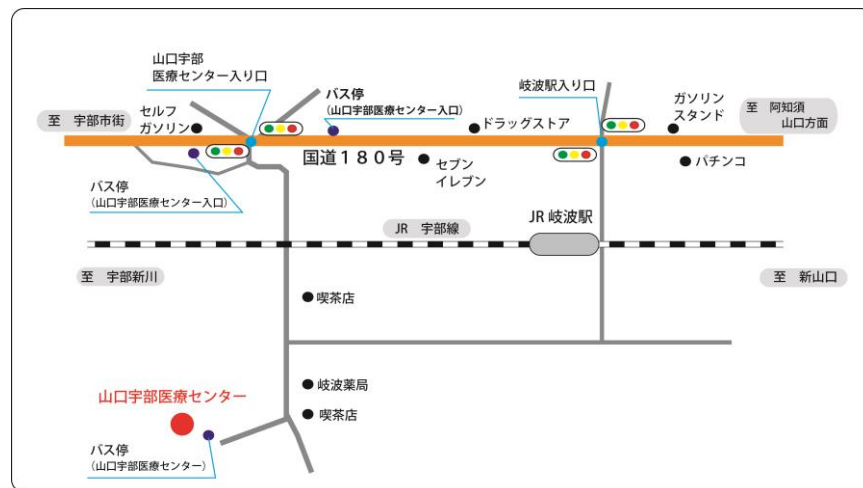 山口宇部
医療センター入り口
バス停
(山口宇部医療センター入口)
岐波駅入り口
ガソリン
スタンド
至 阿知須
山口方面
至 宇部市街
セルフ
ガソリン
ドラッグストア
国道180号
セブン
イレブン
パチンコ
バス停
(山口宇部医療センター入口)
JR 宇部線
JR 岐波駅
至 宇部新川
至 新山口
喫茶店
岐波薬局
喫茶店
山口宇部医療センター
バス停
(山口宇部医療センター)